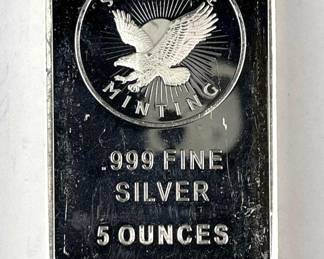 MINTING
.999 FINE
SILVER
5 OUNCES